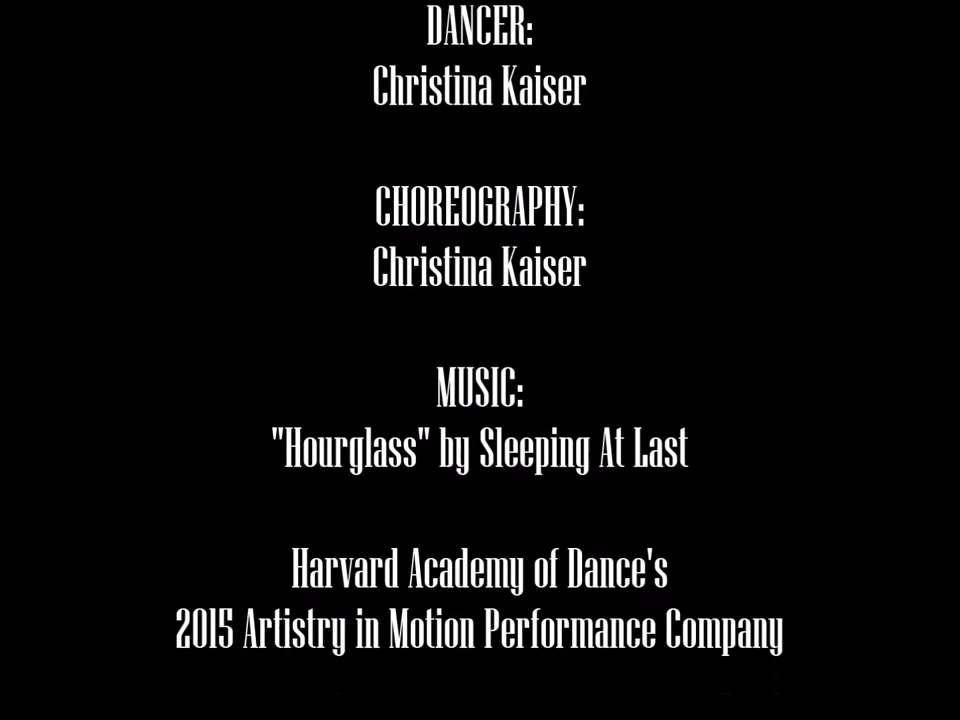 DANCER:
Christina Kaiser
CHOREOGRAPHY:
Christina Kaiser
MUSIC:
"Hourglass" by Sleeping At Last
Harvard Academy of Dance's
2015 Artistry in Motion Performance Company